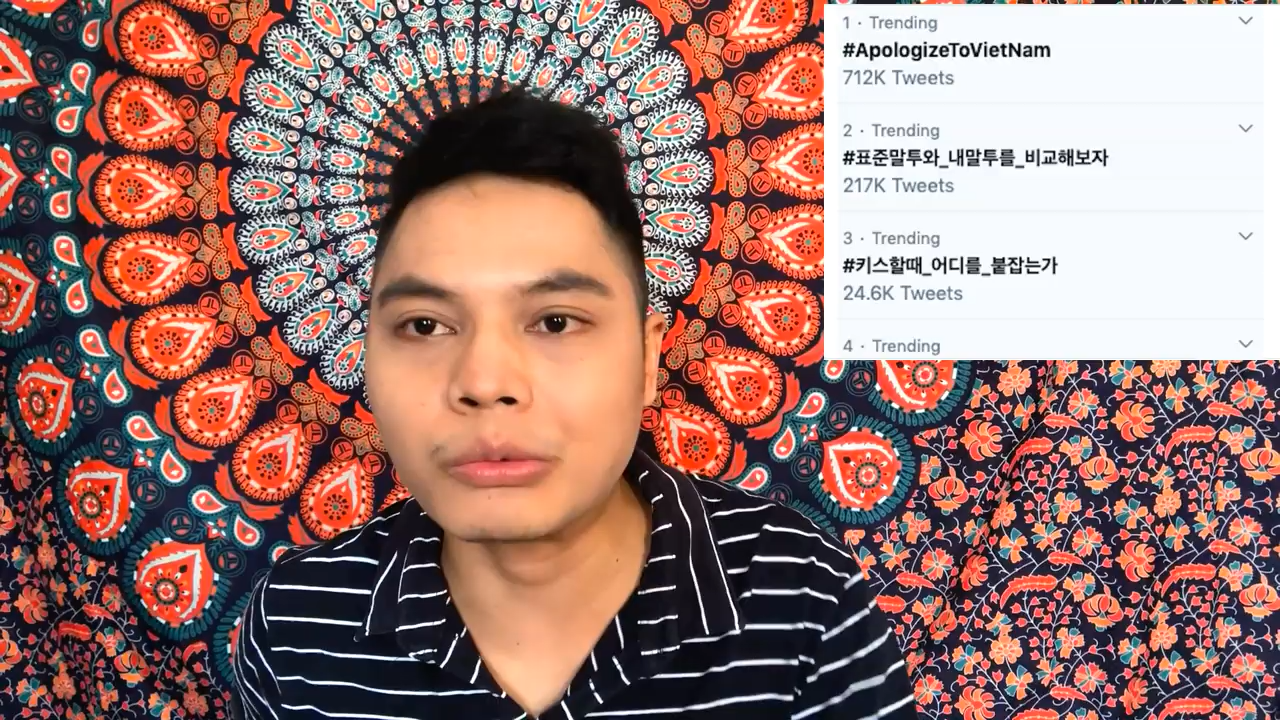 1 · Trending
#ApologizeToVietNam
712K Tweets
2 · Trending
#표준말투와_내말투를_비교해보자
217K Tweets
3 · Trending
#키스할때_어디를_붙잡는가
24.6K Tweets
4 · Trending